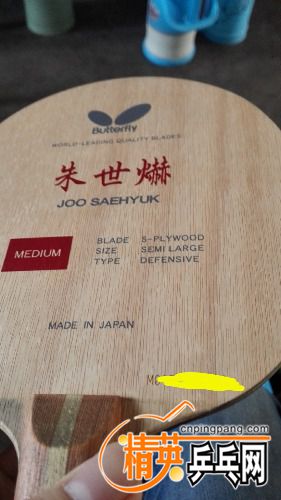 Butterfly
WORLD-LEADING QUALITY BLADES
朱世爀
JOO SAEHYUK
MEDIUM
BLADE 5-PLYWOOD
SIZE SEMI LARGE
TYPE DEFENSIVE
MADE IN JAPAN
cnpingpang.com
精英乒乓网